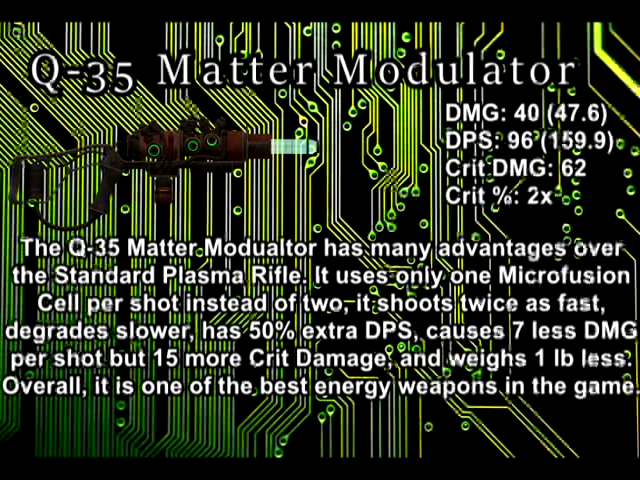 Q-35 Matter Modulator
DMG: 40 (47.6)
DPS: 96 (159.9)
Crit DMG: 62
Crit %: 2x
The Q-35 Matter Modualtor has many advantages over
the Standard Plasma Rifle. It uses only one Microfusion
Cell per shot instead of two, it shoots twice as fast,
degrades slower, has 50% extra DPS, causes 7 less DMG
per shot but 15 more Crit Damage, and weighs 1 lb less.
Overall, it is one of the best energy weapons in the game.